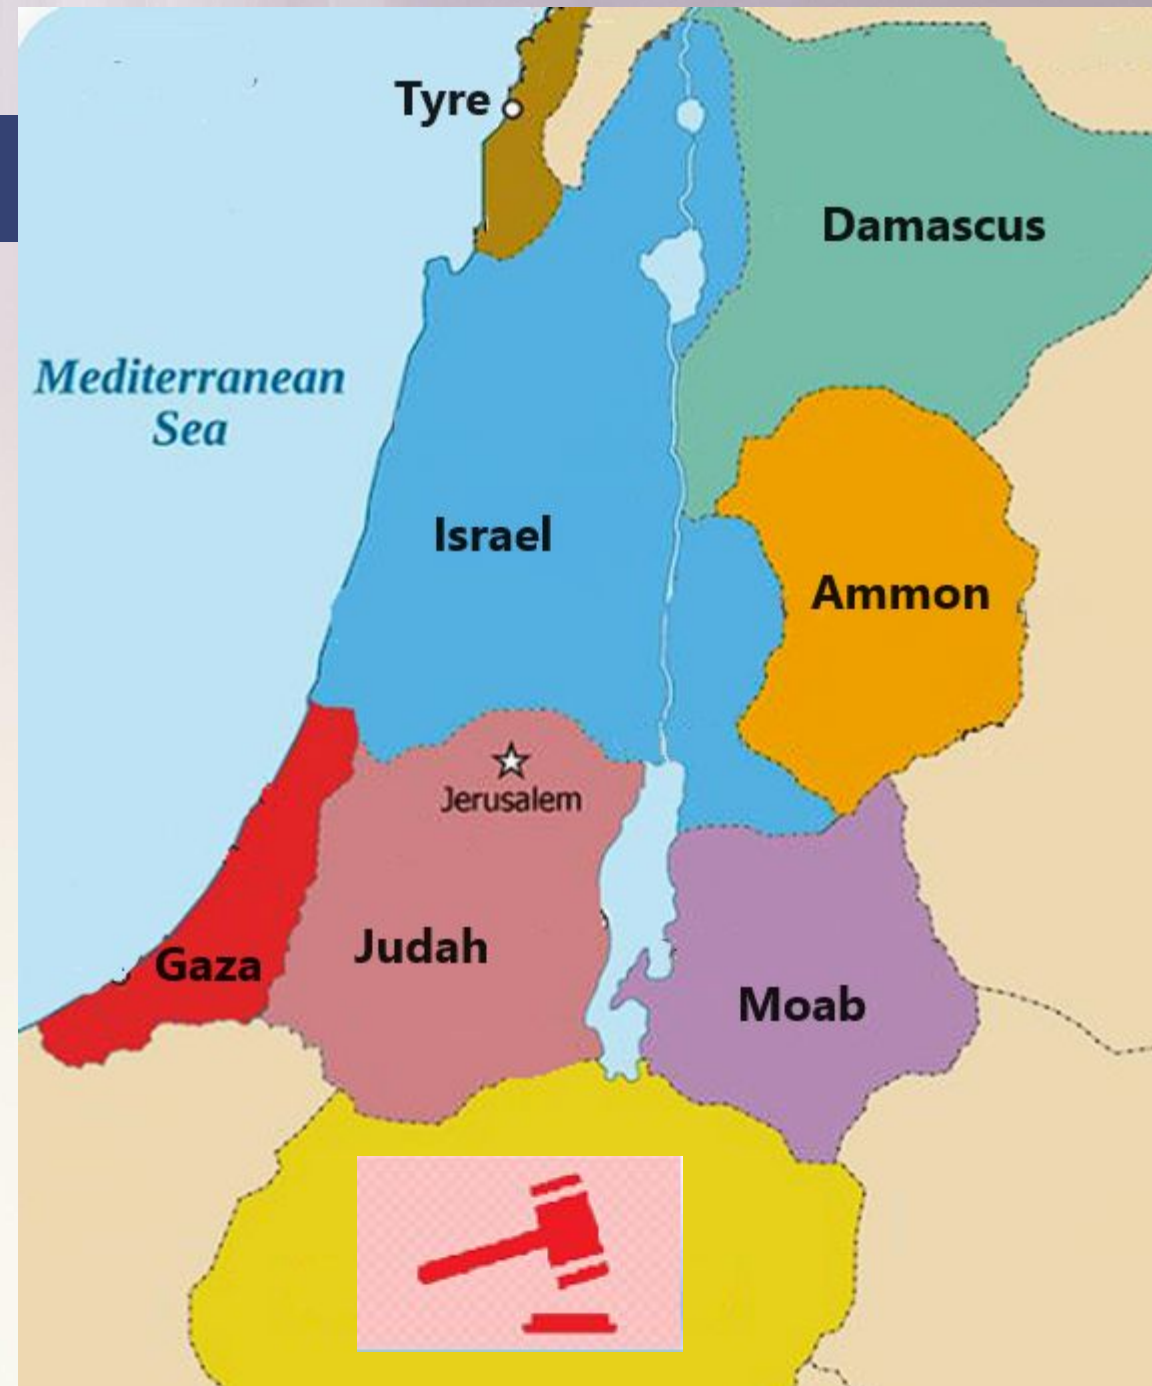 Tyre
Damascus
Mediterranean
Sea
Israel
Ammon
Jerusalem
Judah
Gaza
Moab